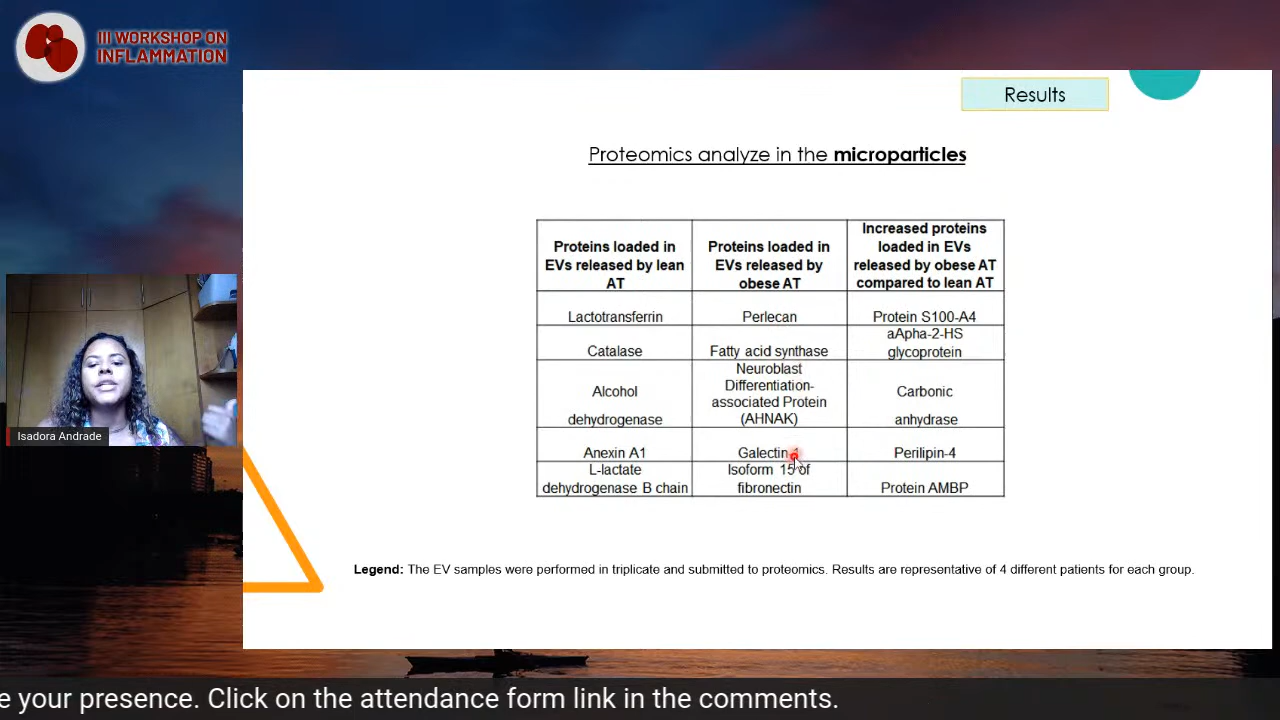 III WORKSHOP ON
INFLAMMATION
Results
Proteomics analyze in the microparticles
Proteins loaded in
EVs released by lean
AT
Proteins loaded in
EVs released by
obese AT
Increased proteins
loaded in EVs
released by obese AT
compared to lean AT
Lactotransferrin
Perlecan
Protein S100-A4
Catalase
Fatty acid synthase
aApha-2-HS
glycoprotein
Alcohol
dehydrogenase
Neuroblast
Differentiation-
associated Protein
(AHNAK)
Carbonic
anhydrase
Anexin A1
Galectin
Perilipin-4
L-lactate
dehydrogenase B chain
Isoform 15 of
fibronectin
Protein AMBP
Legend: The EV samples were performed in triplicate and submitted to proteomics. Results are representative of 4 different patients for each group.
Isadora Andrade
e your presence. Click on the attendance form link in the comments.